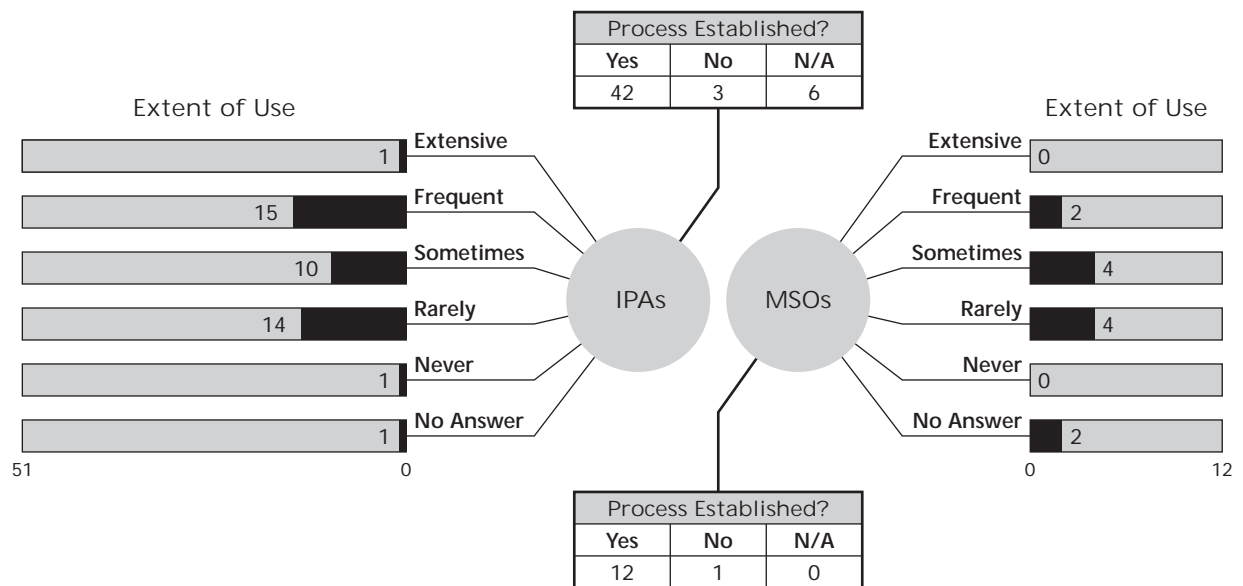 Process Established?
Yes No N/A
42 3 6
Extent of Use
Extent of Use
1 Extensive
15 Frequent
10 Sometimes
14 Rarely
1 Never
1 No Answer
51 0
IPAs
MSOs
Extensive 0
Frequent 2
Sometimes 4
Rarely 4
Never 0
No Answer 2
0 12
Process Established?
Yes No N/A
12 1 0